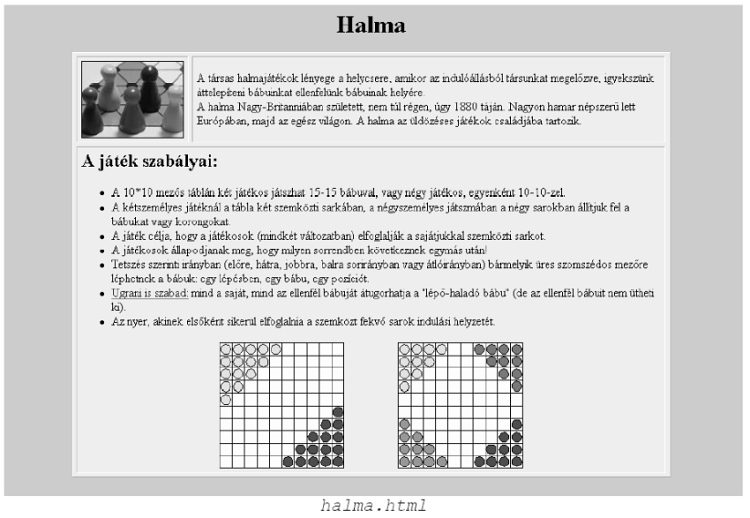 Halma
A társas halmajátékok lényege a helycsere, amikor az indulóállásból társunkat megelőzve, igyekszünk
áttelepíteni bábuinkat ellenfelünk bábuinak helyére.
A halma Nagy-Britanniában született, nem túl régen, úgy 1880 táján. Nagyon hamar népszerű lett
Európában, majd az egész világon. A halma az üldözéses játékok családjába tartozik.
A játék szabályai:
A 10*10 mezős táblán két játékos játszhat 15-15 bábuval, vagy négy játékos, egyenként 10-10-zel.
A kétszemélyes játéknál a tábla két szemközti sarkában, a négyszemélyes játszmában a négy sarokban állítjuk fel a
bábukat vagy korongokat.
A játék célja, hogy a játékosok (mindkét változatban) elfoglalják a sajátjukkal szemközti sarkot.
A játékosok állapodjanak meg, hogy milyen sorrendben következnek egymás után!
Tetszés szerinti irányban (előre, hátra, jobbra, balra sorirányban vagy átlóirányban) bármelyik üres szomszédos mezőre
léphetnek a bábuk: egy lépésben, egy bábu, egy pozíciót.
Ugrani is szabad: mind a saját, mind az ellenfél bábuját átugorhatja a "lépő-haladó bábu" (de az ellenfél bábuit nem ütheti
ki).
Az nyer, akinek elsőként sikerül elfoglalnia a szemközt fekvő sarok indulási helyzetét.
halma.html